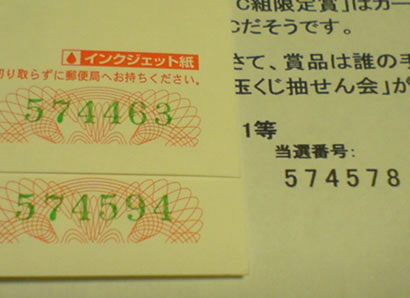 インクジェット紙
切り取らずに郵便局へお持ちください。
574463
574594
C組限定賞」はガー
Cだそうです。
さて、賞品は誰の手
玉くじ抽せん会」が
1等
当選番号:
574578